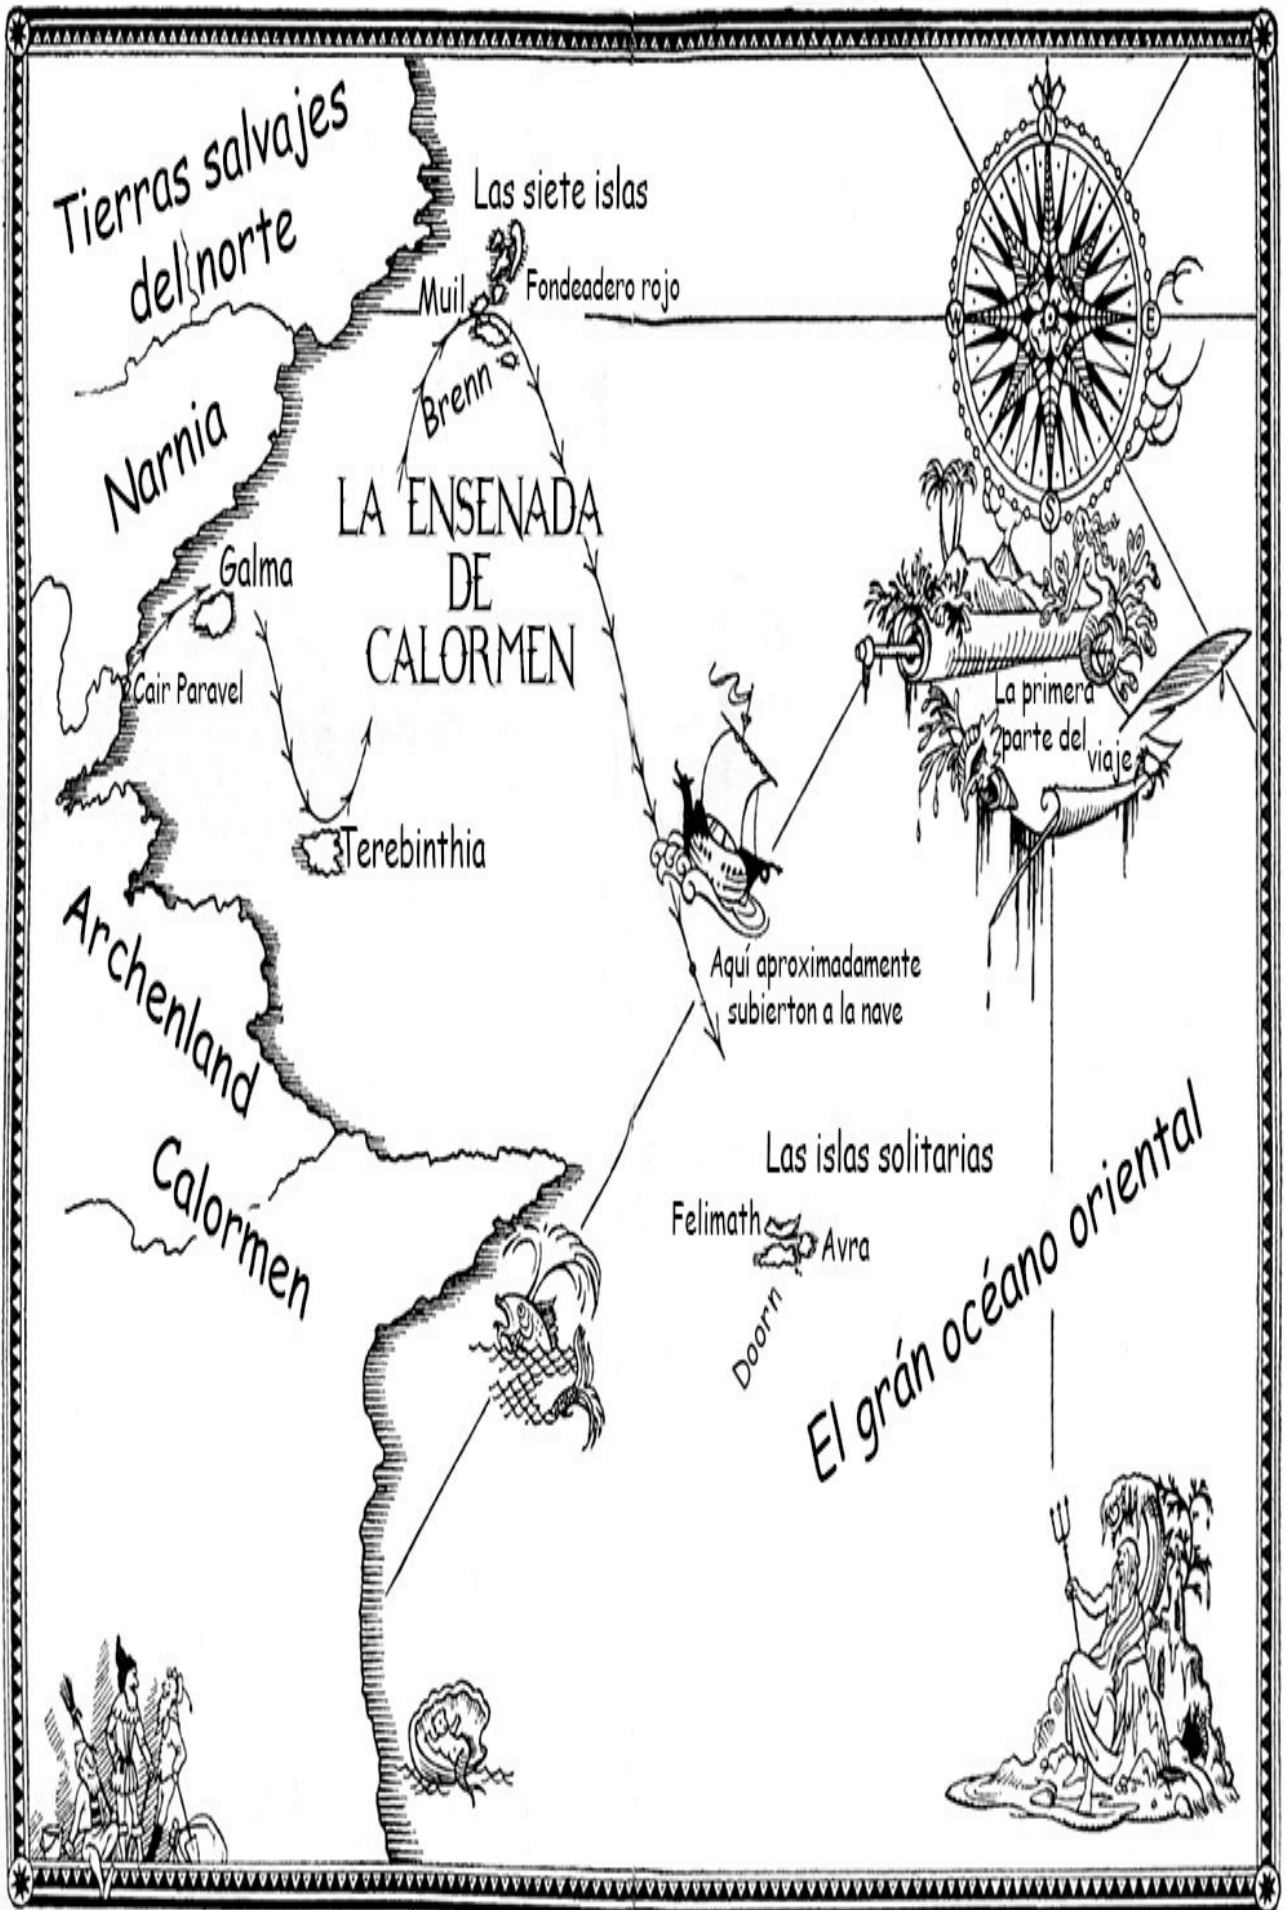 Tierras salvajes
del norte
Las siete islas
Muil
Fondeadero rojo
N
W
E
S
Brenn
Narnia
LA ENSENADA
DE
CALORMEN
Galma
Cair Paravel
La primera
parte del
viaje
Terebinthia
Archenland
Aquí aproximadamente
subierton a la nave
Calormen
Las islas solitarias
Felimath
Avra
Doorn
El grán océano oriental